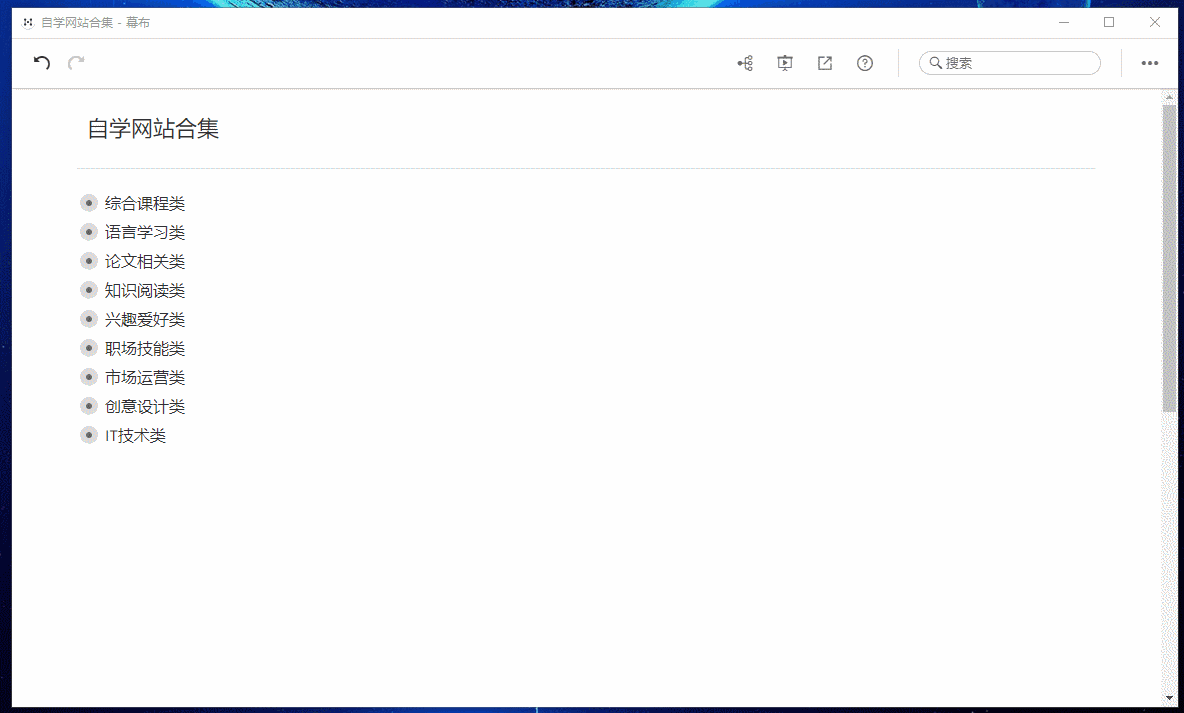 自学网站合集 - 幕布
搜索
自学网站合集
综合课程类
语言学习类
论文相关类
知识阅读类
兴趣爱好类
职场技能类
市场运营类
创意设计类
IT技术类